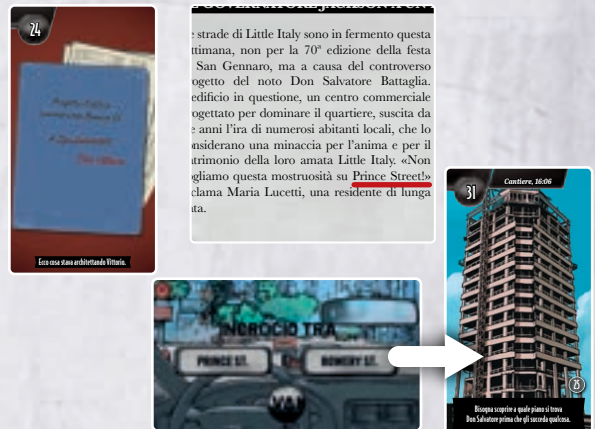 24
Ecco cosa stava architettando Vittorio.
e strade di Little Italy sono in fermento questa
ttimana, non per la 70ª edizione della festa
San Gennaro, ma a causa del controverso
ogetto del noto Don Salvatore Battaglia.
edificio in questione, un centro commerciale
ogettato per dominare il quartiere, suscita da
e anni l'ira di numerosi abitanti locali, che lo
onsiderano una minaccia per l'anima e per il
trimonio della loro amata Little Italy. «Non
ogliamo questa mostruosità su Prince Street!»
clama Maria Lucetti, una residente di lunga
ata.
INCROCIO TRA
PRINCE ST. E BOWERY ST.
VAI
31
Cantiere, 16:06
25
Bisogna scoprire a quale piano si trova
Don Salvatore prima che gli succeda qualcosa.